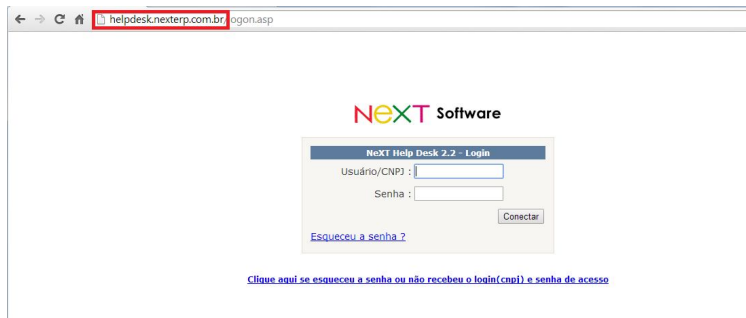 helpdesk.nexterp.com.br/logon.asp
NeXT Software
NeXT Help Desk 2.2 - Login
Usuário/CNPJ :
Senha :
Conectar
Esqueceu a senha ?
Clique aqui se esqueceu a senha ou não recebeu o login(cnpj) e senha de acesso